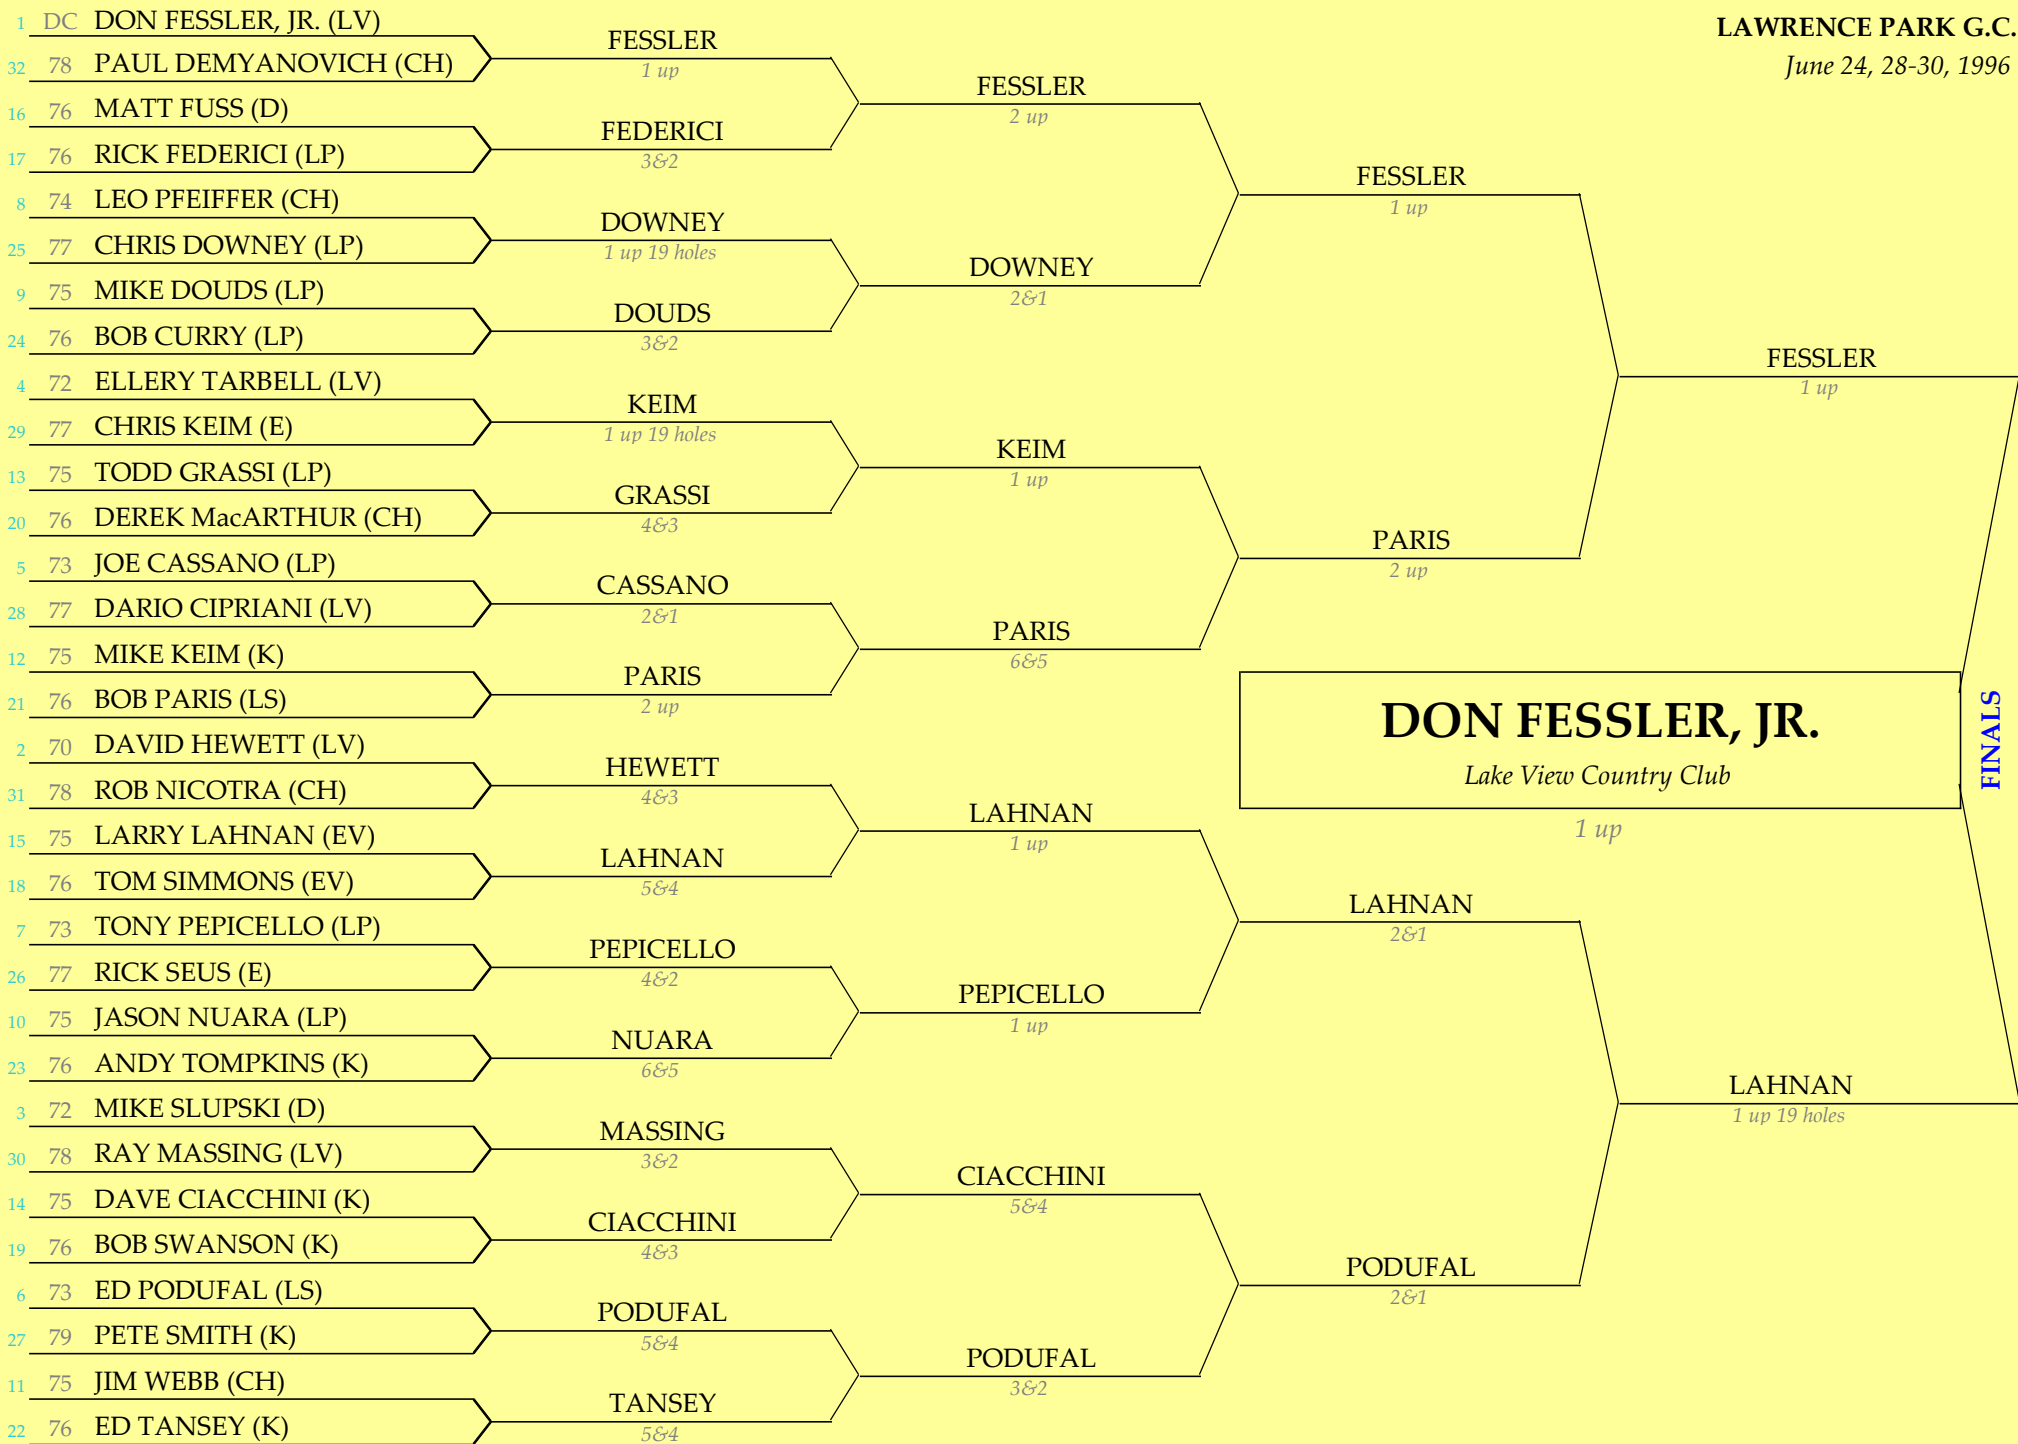 LAWRENCE PARK G.C.
June 24, 28-30, 1996
1 DC DON FESSLER, JR. (LV)
32 78 PAUL DEMYANOVICH (CH)
16 76 MATT FUSS (D)
17 76 RICK FEDERICI (LP)
8 74 LEO PFEIFFER (CH)
25 77 CHRIS DOWNEY (LP)
9 75 MIKE DOUDS (LP)
24 76 BOB CURRY (LP)
4 72 ELLERY TARBELL (LV)
29 77 CHRIS KEIM (E)
13 75 TODD GRASSI (LP)
20 76 DEREK MacARTHUR (CH)
5 73 JOE CASSANO (LP)
28 77 DARIO CIPRIANI (LV)
12 75 MIKE KEIM (K)
21 76 BOB PARIS (LS)
2 70 DAVID HEWETT (LV)
31 78 ROB NICOTRA (CH)
15 75 LARRY LAHNAN (EV)
18 76 TOM SIMMONS (EV)
7 73 TONY PEPICELLO (LP)
26 77 RICK SEUS (E)
10 75 JASON NUARA (LP)
23 76 ANDY TOMPKINS (K)
3 72 MIKE SLUPSKI (D)
30 78 RAY MASSING (LV)
14 75 DAVE CIACCHINI (K)
19 76 BOB SWANSON (K)
6 73 ED PODUFAL (LS)
27 79 PETE SMITH (K)
11 75 JIM WEBB (CH)
22 76 ED TANSEY (K)
FESSLER
1 up
FEDERICI
3&2
DOWNEY
1 up 19 holes
DOUDS
3&2
KEIM
1 up 19 holes
GRASSI
4&3
CASSANO
2&1
PARIS
2 up
HEWETT
4&3
LAHNAN
5&4
PEPICELLO
4&2
NUARA
6&5
MASSING
3&2
CIACCHINI
4&3
PODUFAL
5&4
TANSEY
5&4
FESSLER
2 up
DOWNEY
2&1
KEIM
1 up
PARIS
6&5
LAHNAN
1 up
PEPICELLO
1 up
CIACCHINI
5&4
PODUFAL
3&2
FESSLER
1 up
PARIS
2 up
LAHNAN
2&1
PODUFAL
2&1
FESSLER
1 up
LAHNAN
1 up 19 holes
FINALS
DON FESSLER, JR.
Lake View Country Club
1 up